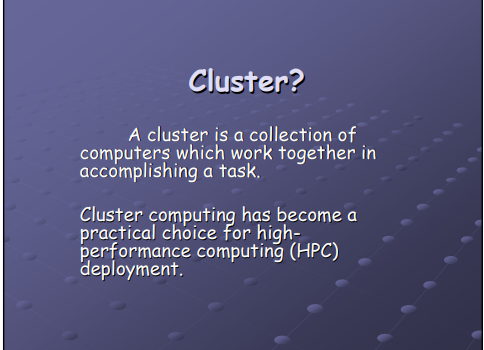 Cluster?
A cluster is a collection of
computers which work together in
accomplishing a task.
Cluster computing has become a
practical choice for high-
performance computing (HPC)
deployment.